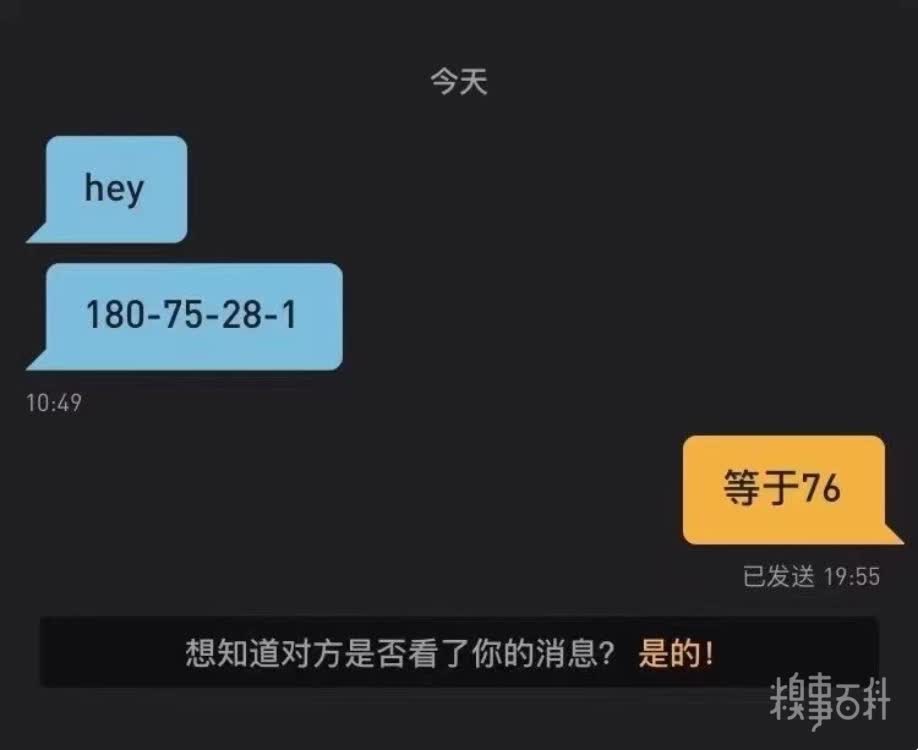 今天
hey
180-75-28-1
10:49
等于76
已发送 19:55
想知道对方是否看了你的消息? 是的!
糗事百科